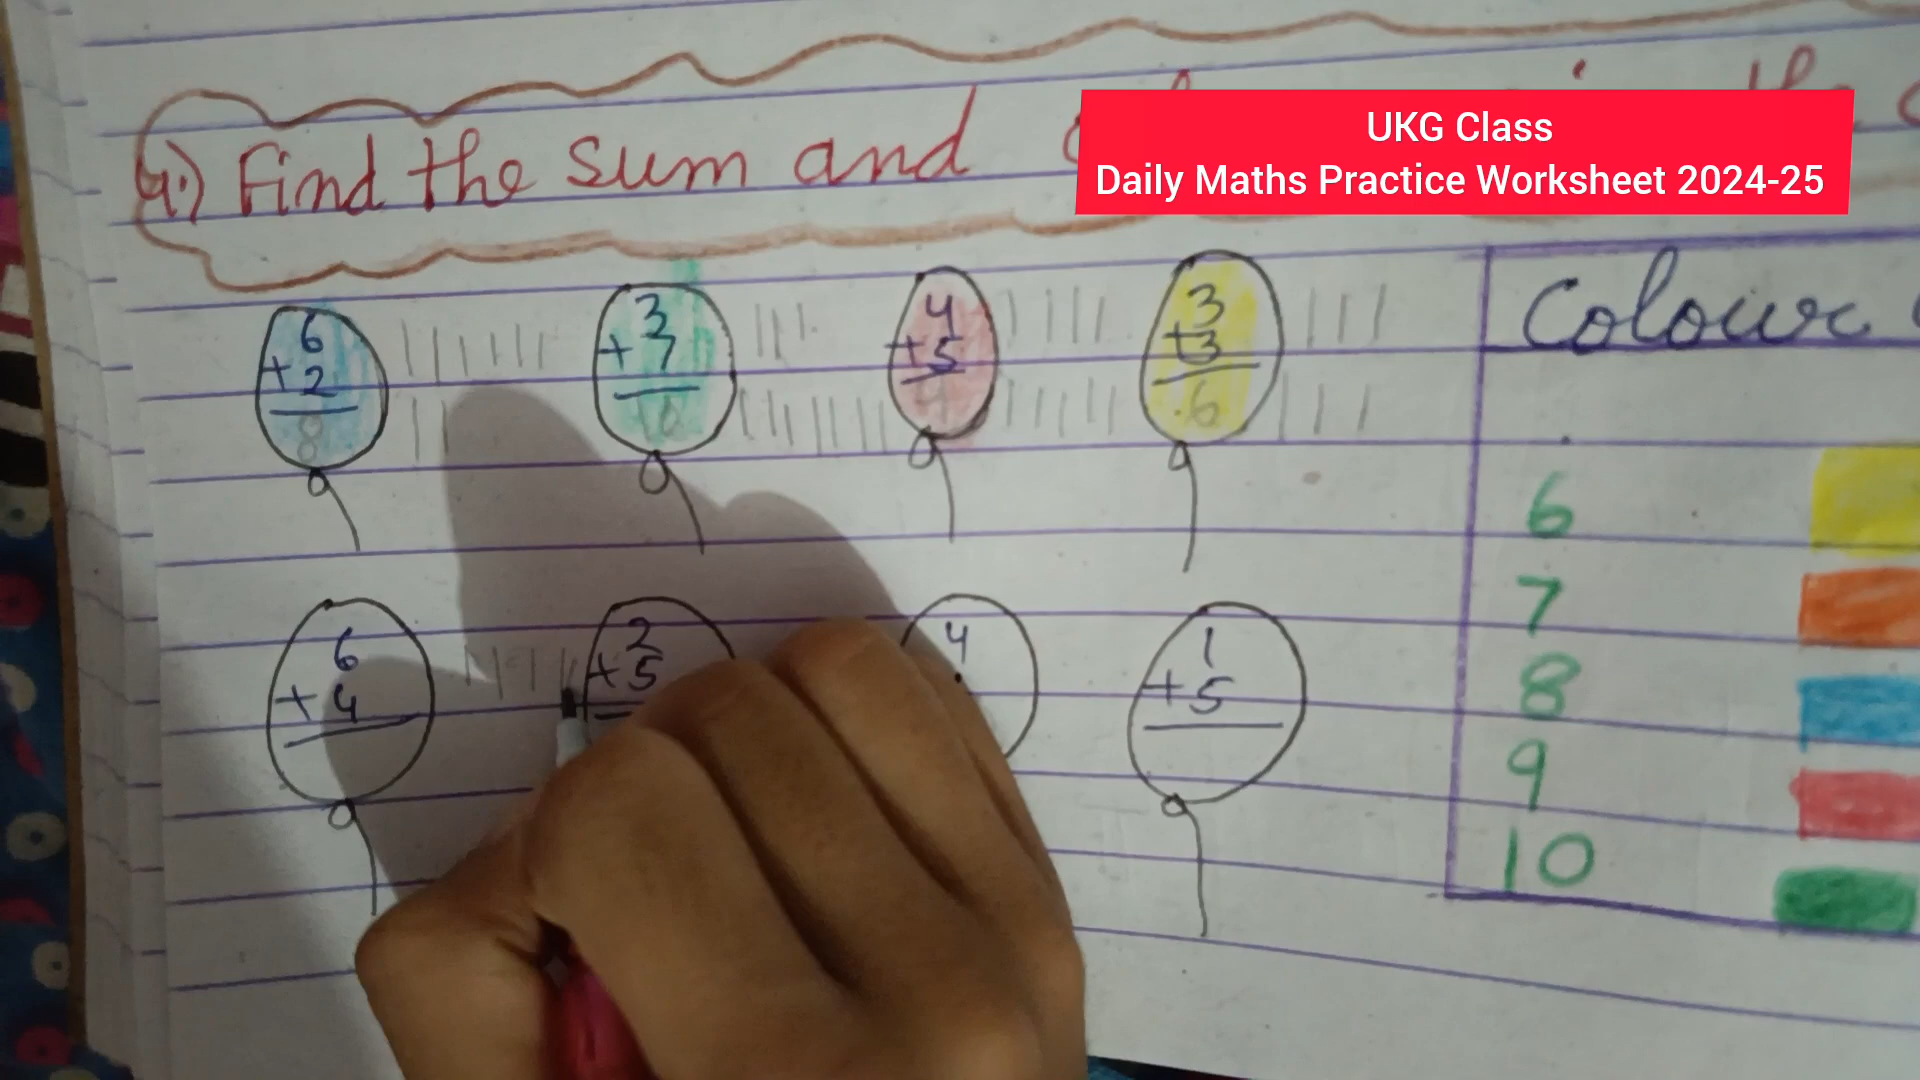 UKG Class
Daily Maths Practice Worksheet 2024-25
4.) Find the sum and
6 3 4 3
+2 +7 +5 +3
8 10 9 6
Colour
6 2 4 1
+4 +5 +5
6
7
8
9
10